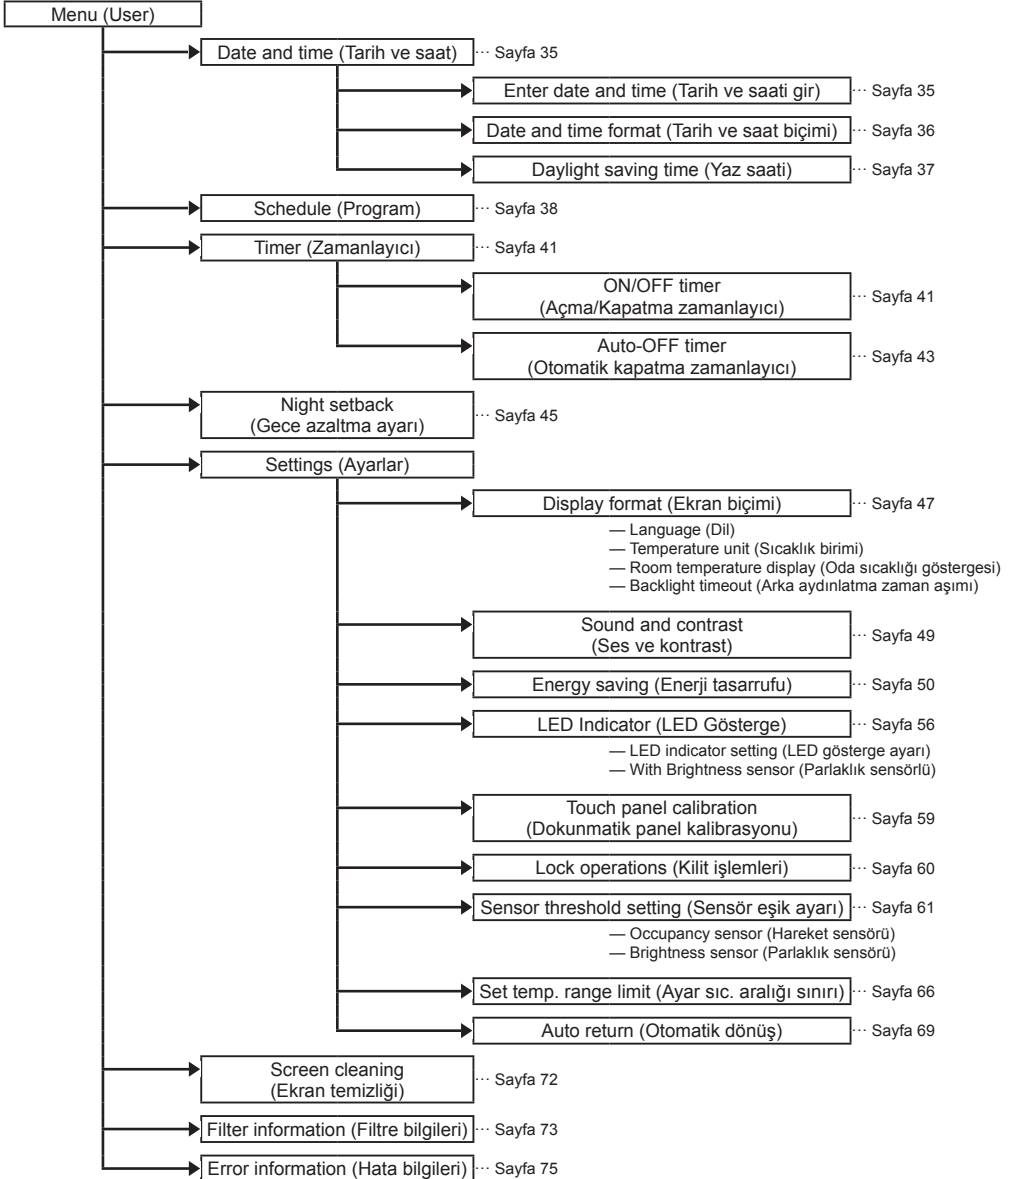 Menu (User)
Date and time (Tarih ve saat) ··· Sayfa 35
Enter date and time (Tarih ve saati gir) ··· Sayfa 35
Date and time format (Tarih ve saat biçimi) ··· Sayfa 36
Daylight saving time (Yaz saati) ··· Sayfa 37
Schedule (Program) ··· Sayfa 38
Timer (Zamanlayıcı) ··· Sayfa 41
ON/OFF timer
(Açma/Kapatma zamanlayıcı) ··· Sayfa 41
Auto-OFF timer
(Otomatik kapatma zamanlayıcı) ··· Sayfa 43
Night setback
(Gece azaltma ayarı) ··· Sayfa 45
Settings (Ayarlar)
Display format (Ekran biçimi) ··· Sayfa 47
— Language (Dil)
— Temperature unit (Sıcaklık birimi)
— Room temperature display (Oda sıcaklığı göstergesi)
— Backlight timeout (Arka aydınlatma zaman aşımı)
Sound and contrast
(Ses ve kontrast) ··· Sayfa 49
Energy saving (Enerji tasarrufu) ··· Sayfa 50
LED Indicator (LED Gösterge) ··· Sayfa 56
— LED indicator setting (LED gösterge ayarı)
— With Brightness sensor (Parlaklık sensörlü)
Touch panel calibration
(Dokunmatik panel kalibrasyonu) ··· Sayfa 59
Lock operations (Kilit işlemleri) ··· Sayfa 60
Sensor threshold setting (Sensör eşik ayarı) ··· Sayfa 61
— Occupancy sensor (Hareket sensörü)
— Brightness sensor (Parlaklık sensörü)
Set temp. range limit (Ayar sıc. aralığı sınırı) ··· Sayfa 66
Auto return (Otomatik dönüş) ··· Sayfa 69
Screen cleaning
(Ekran temizliği) ··· Sayfa 72
Filter information (Filtre bilgileri) ··· Sayfa 73
Error information (Hata bilgileri) ··· Sayfa 75